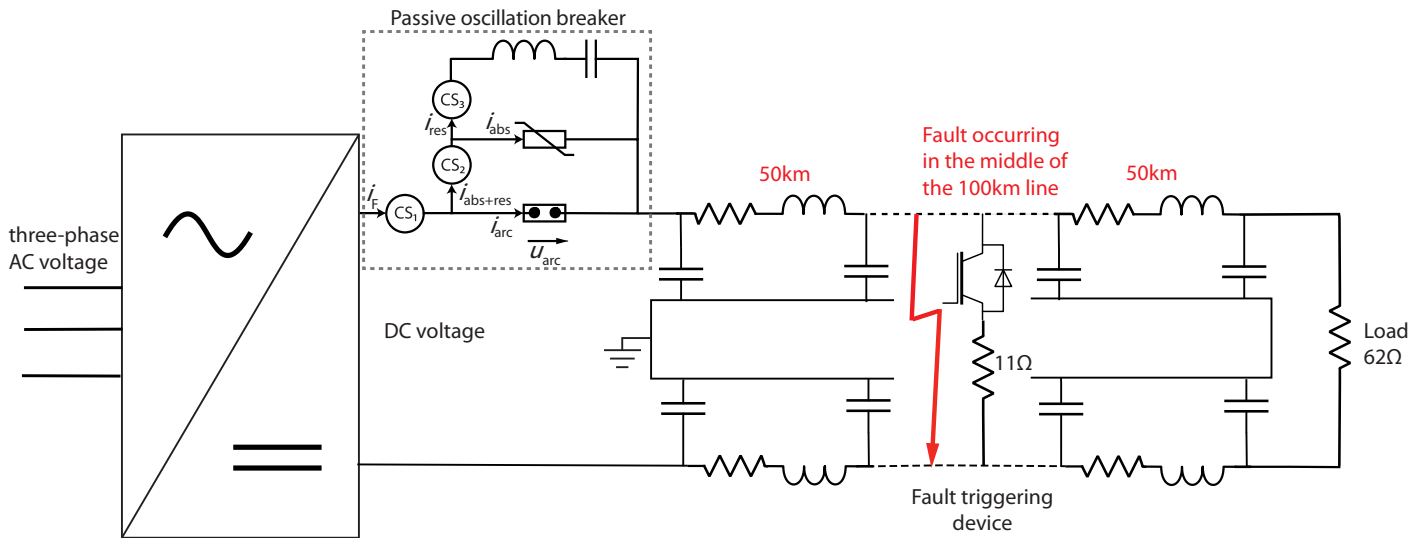 Passive oscillation breaker
CS3
ires
iabs
CS2
iF
CS1
iabs+res
iarc
uarc
three-phase
AC voltage
DC voltage
50km
Fault occurring
in the middle of
the 100km line
50km
11Ω
Load
62Ω
Fault triggering
device